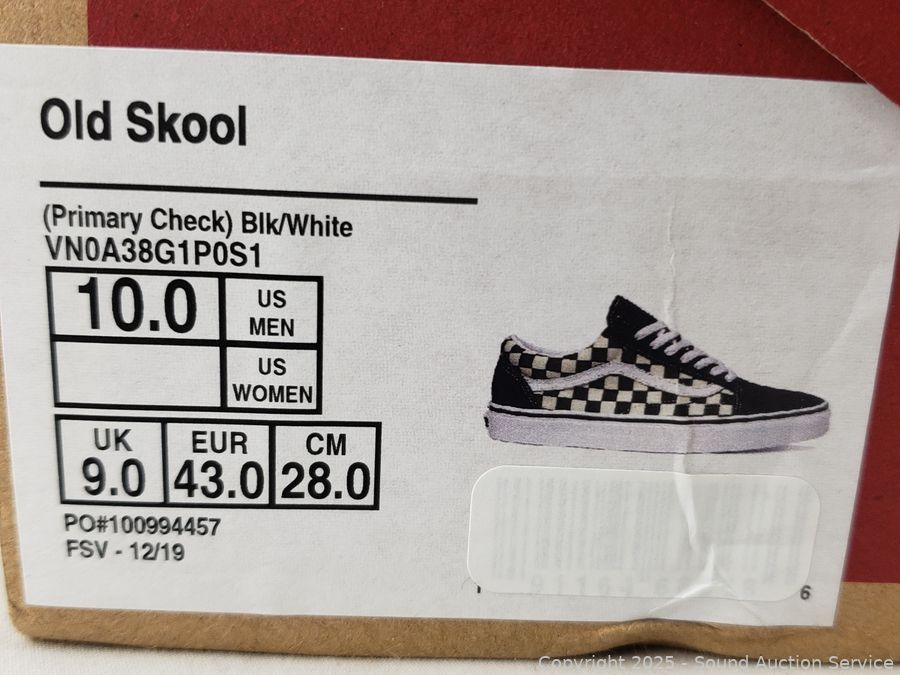 Old Skool
(Primary Check) Blk/White
VN0A38G1P0S1
10.0 US MEN
US WOMEN
UK EUR CM
9.0 43.0 28.0
PO#100994457
FSV - 12/19
6
Copyright 2025 - Sound Auction Service